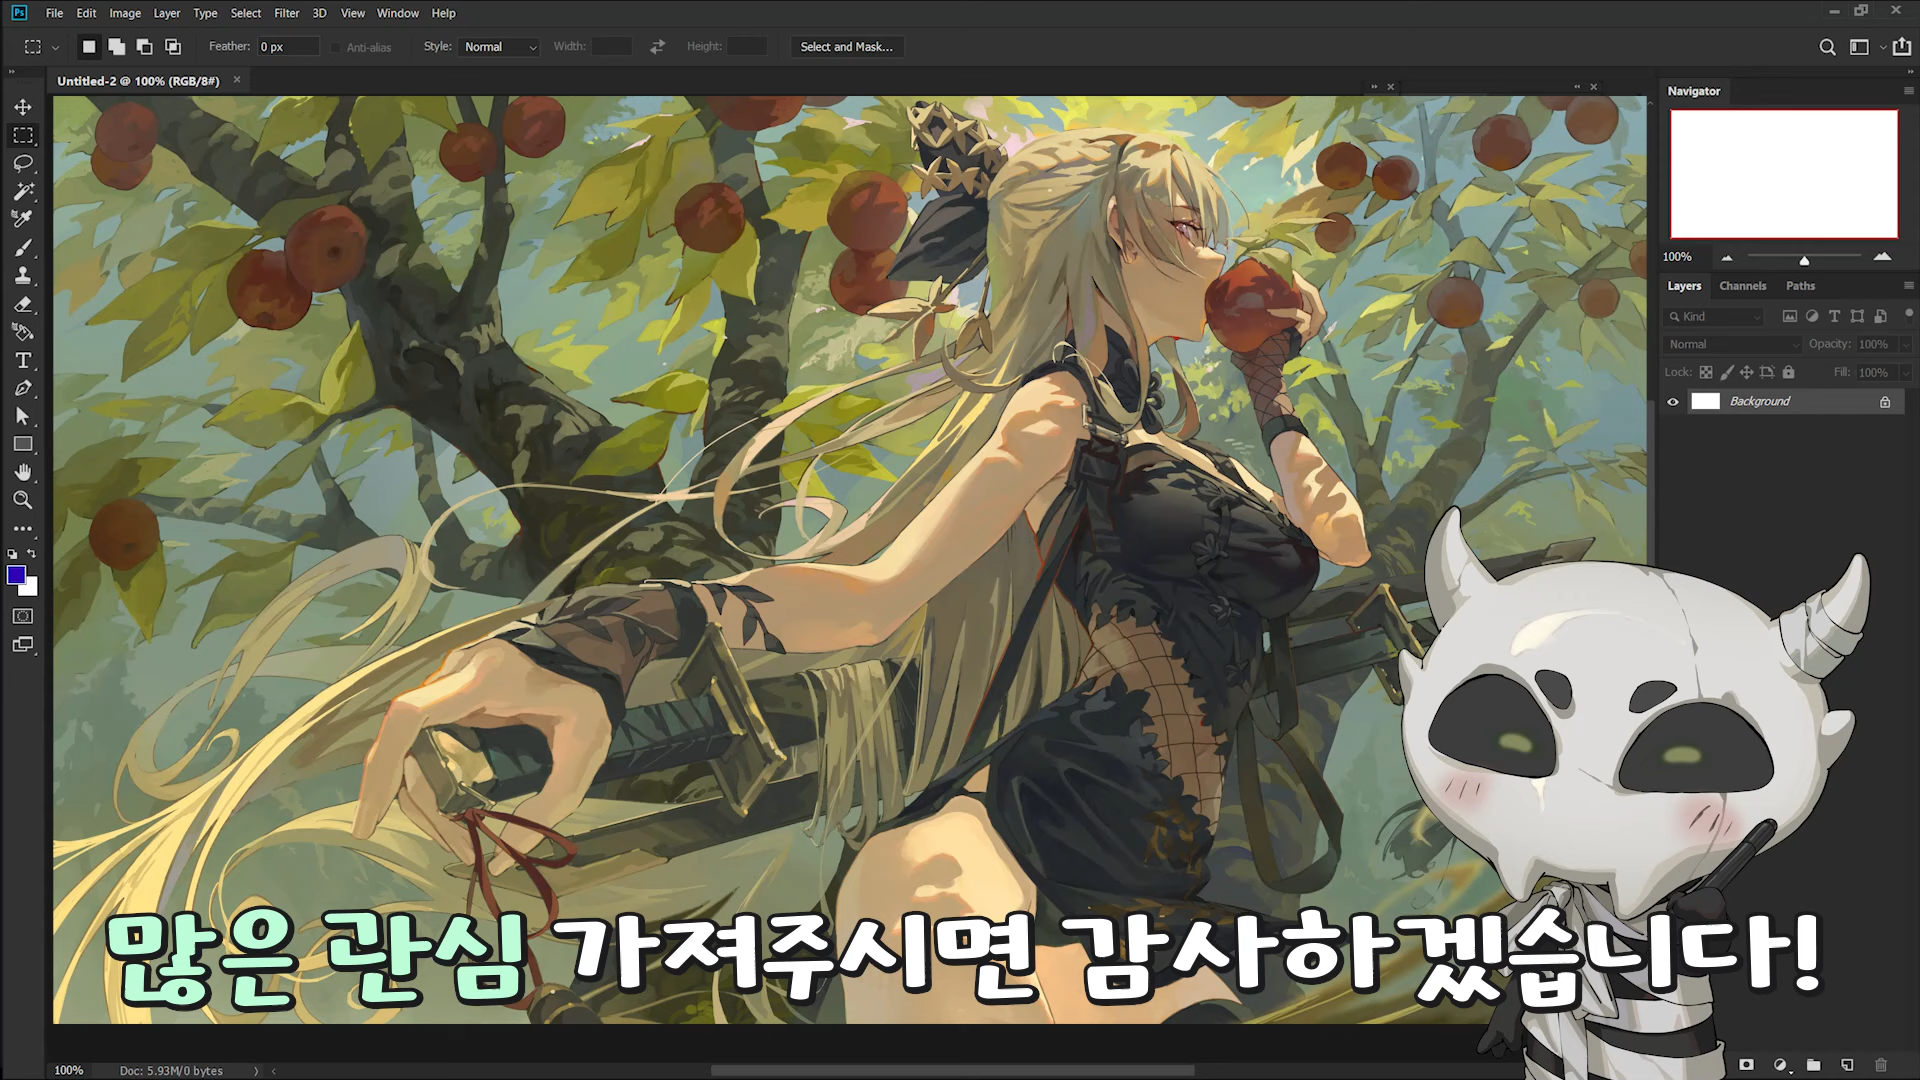 Ps File Edit Image Layer Type Select Filter 3D View Window Help
Feather: 0 px Anti-alias Style: Normal Width: Height: Select and Mask...
Untitled-2 @ 100% (RGB/8#)
Navigator
100%
Layers Channels Paths
Kind
Normal Opacity: 100%
Lock: Fill: 100%
Background
많은 관심 가져주시면 감사하겠습니다!
100% Doc: 5.93M/0 bytes